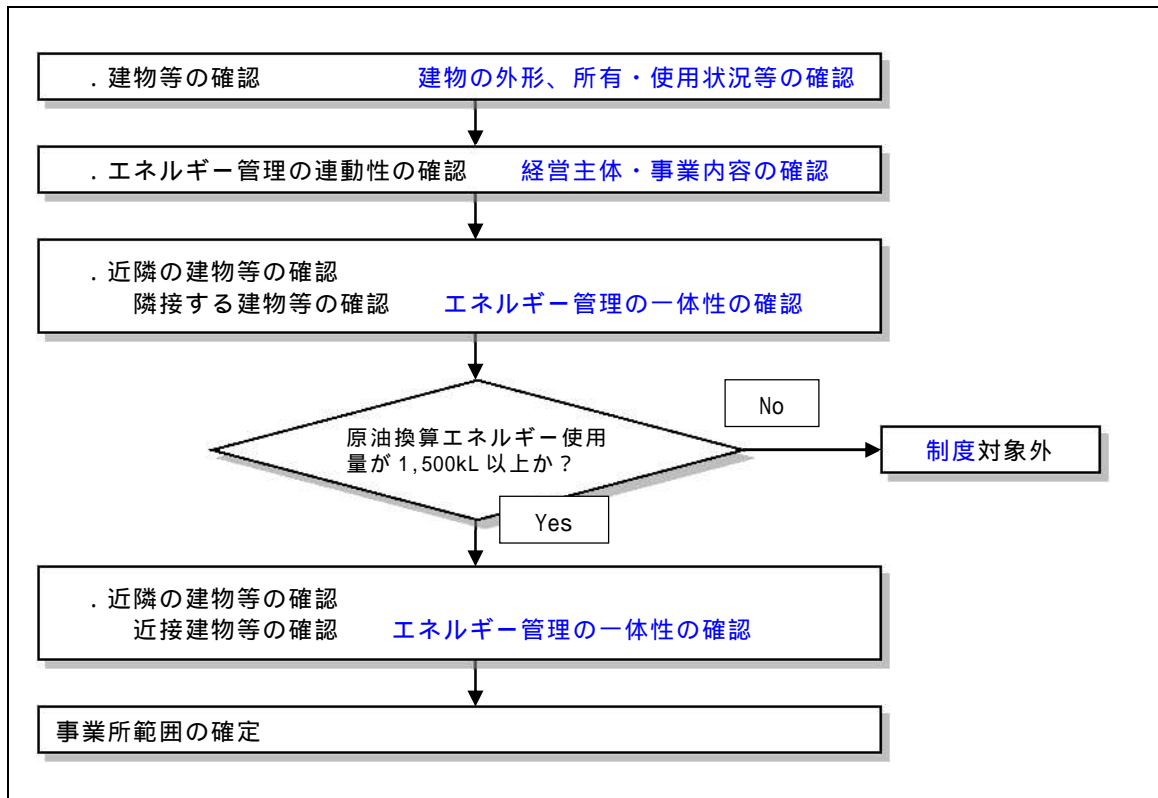 ．建物等の確認　建物の外形、所有・使用状況等の確認
．エネルギー管理の連動性の確認　経営主体・事業内容の確認
．近隣の建物等の確認
隣接する建物等の確認　エネルギー管理の一体性の確認
原油換算エネルギー使用
量が1,500kL以上か？
No
制度対象外
Yes
．近隣の建物等の確認
近接建物等の確認　エネルギー管理の一体性の確認
事業所範囲の確定